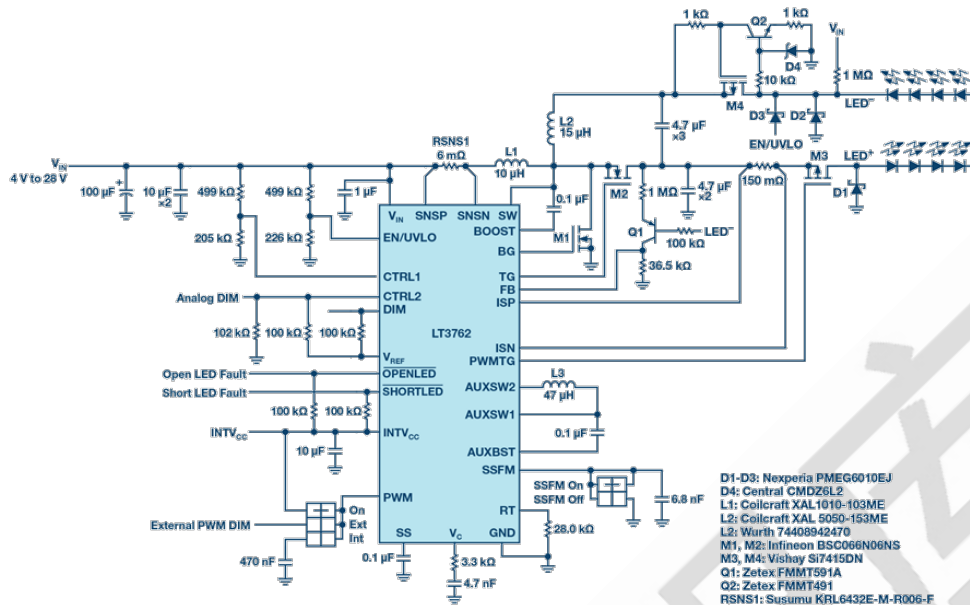 1 kΩ
Q2
1 kΩ
V_IN
D4
10 kΩ
1 MΩ
M4
LED⁻
L2
15 µH
4.7 µF
×3
D3
D2
EN/UVLO
RSNS1
6 mΩ
L1
10 µH
V_IN
4 V to 28 V
M2
M3
LED⁺
150 mΩ
D1
100 µF
+
10 µF
×2
499 kΩ
499 kΩ
1 µF
0.1 µF
1 MΩ
4.7 µF
×2
V_IN
SNSP
SNSN
SW
BOOST
EN/UVLO
BG
M1
Q1
LED⁻
100 kΩ
205 kΩ
226 kΩ
36.5 kΩ
CTRL1
TG
FB
ISP
Analog DIM
CTRL2
DIM
LT3762
102 kΩ
100 kΩ
100 kΩ
V_REF
ISN
PWMTG
Open LED Fault
OPENLED
Short LED Fault
SHORTLED
L3
47 µH
AUXSW2
AUXSW1
100 kΩ
100 kΩ
INTV_CC
INTV_CC
10 µF
0.1 µF
AUXBST
SSFM
SSFM On
SSFM Off
6.8 nF
PWM
On
Ext
Int
External PWM DIM
RT
28.0 kΩ
470 nF
SS
V_C
GND
0.1 µF
3.3 kΩ
4.7 nF
D1-D3: Nexperia PMEG6010EJ
D4: Central CMDZ6L2
L1: Coilcraft XAL1010-103ME
L2: Coilcraft XAL 5050-153ME
L2: Wurth 74408942470
M1, M2: Infineon BSC066N06NS
M3, M4: Vishay Si7415DN
Q1: Zetex FMMT591A
Q2: Zetex FMMT491
RSNS1: Susumu KRL6432E-M-R006-F